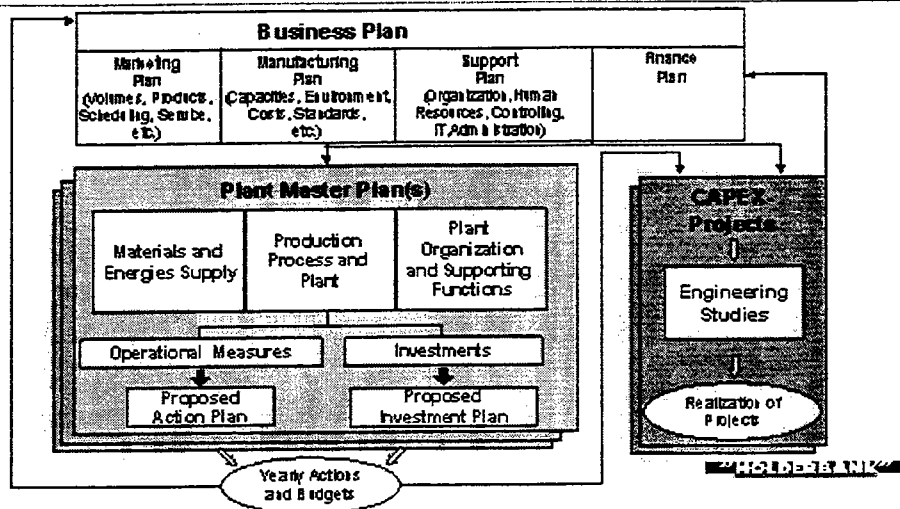 Business Plan
Marketing
Plan
(Volumes, Products,
Scheduling, Service,
etc.)
Manufacturing
Plan
(Capacities, Environment,
Costs, Standards,
etc.)
Support
Plan
(Organization, Human
Resources, Controlling,
IT, Administration)
Finance
Plan
Plant Master Plan(s)
Materials and
Energies Supply
Production
Process and
Plant
Plant
Organization
and Supporting
Functions
Operational Measures
Investments
Proposed
Action Plan
Proposed
Investment Plan
Yearly Actions
and Budgets
CAPEX-
Projects
Engineering
Studies
Realization of
Projects
"HOLDERBANK"